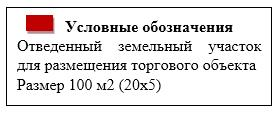 Условные обозначения
Отведенный земельный участок
для размещения торгового объекта
Размер 100 м2 (20х5)